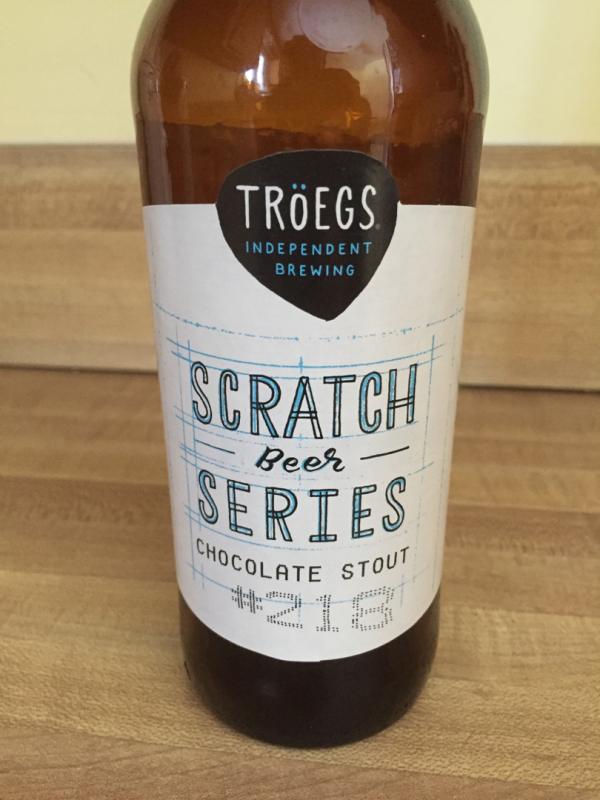 TRÖEGS
INDEPENDENT
BREWING
SCRATCH
Beer
SERIES
CHOCOLATE STOUT
#218